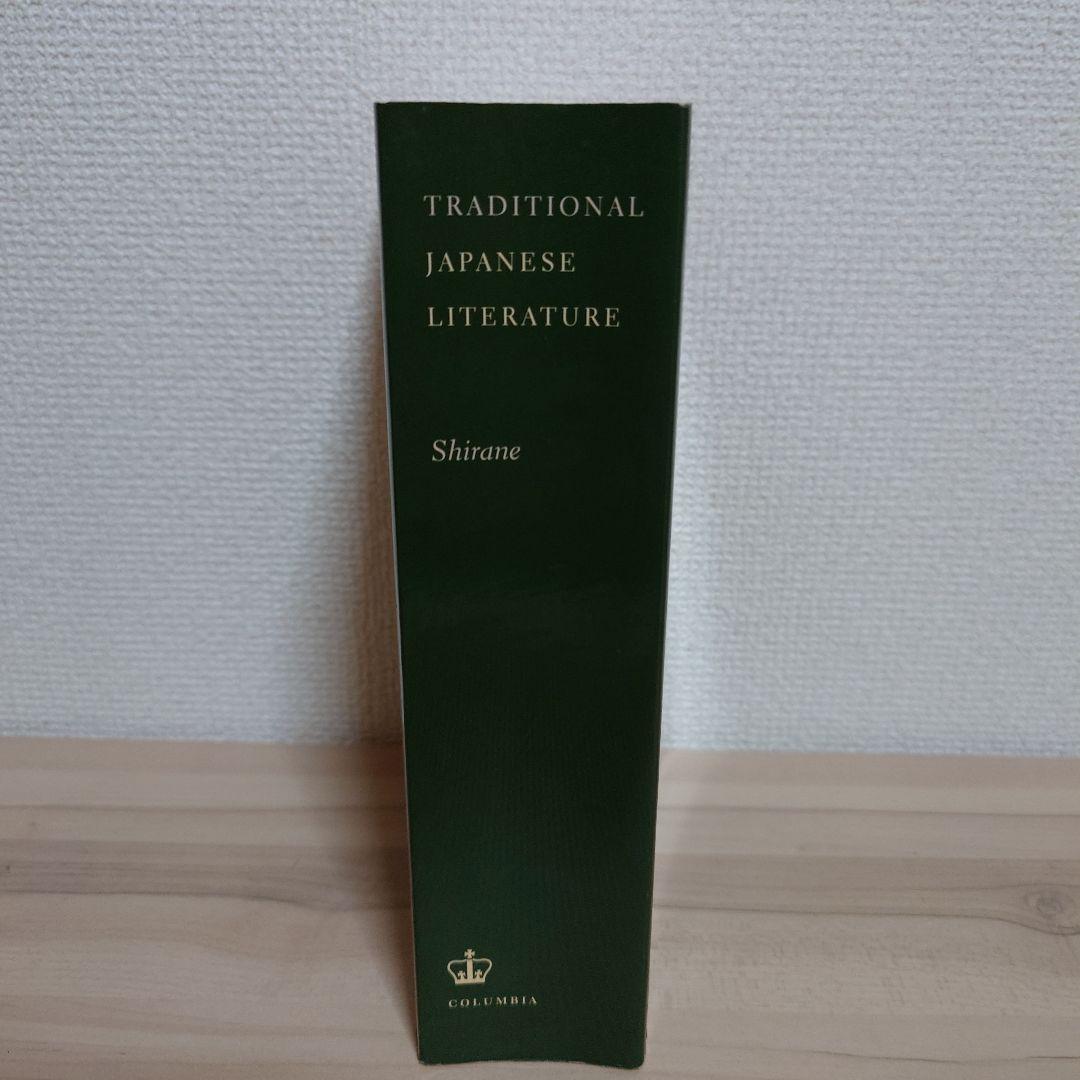 TRADITIONAL
JAPANESE
LITERATURE
Shirane
COLUMBIA